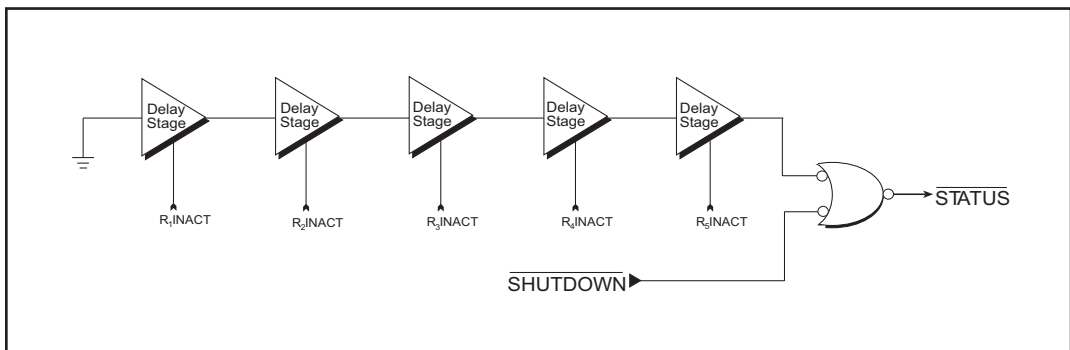 Delay
Stage
Delay
Stage
Delay
Stage
Delay
Stage
Delay
Stage
R₁INACT
R₂INACT
R₃INACT
R₄INACT
R₅INACT
STATUS
SHUTDOWN